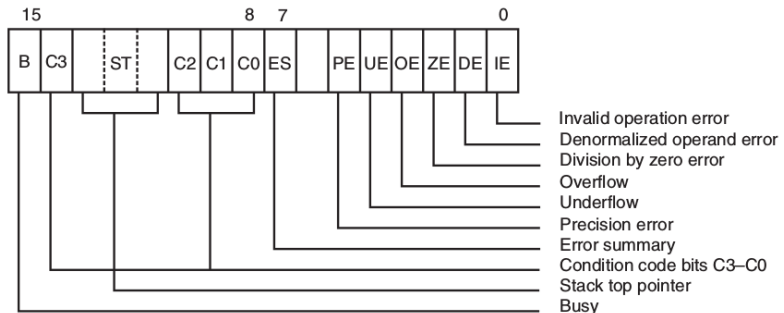 15 8 7 0
B C3 ST C2 C1 C0 ES PE UE OE ZE DE IE
Invalid operation error
Denormalized operand error
Division by zero error
Overflow
Underflow
Precision error
Error summary
Condition code bits C3–C0
Stack top pointer
Busy